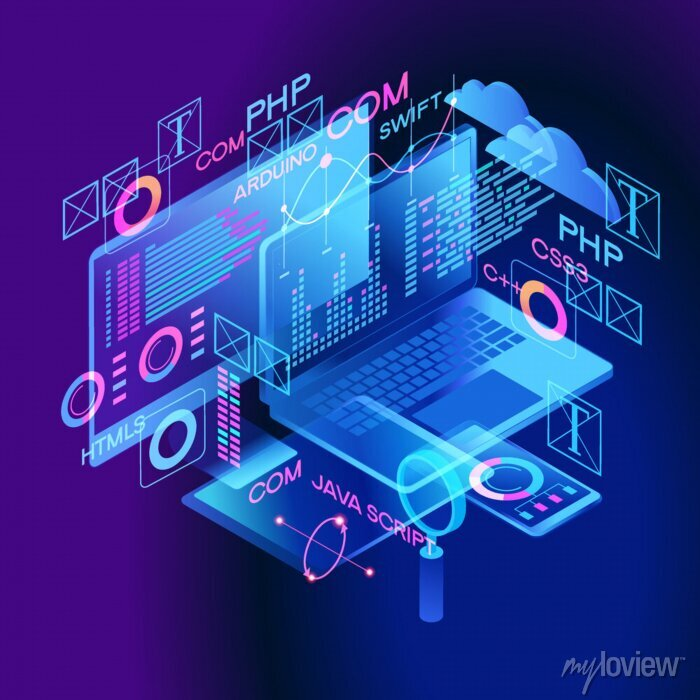 PHP
COM
COM
SWIFT
ARDUINO
T
T
PHP
CSS3
C++
HTMLS
T
COM
JAVA SCRIPT
myloview